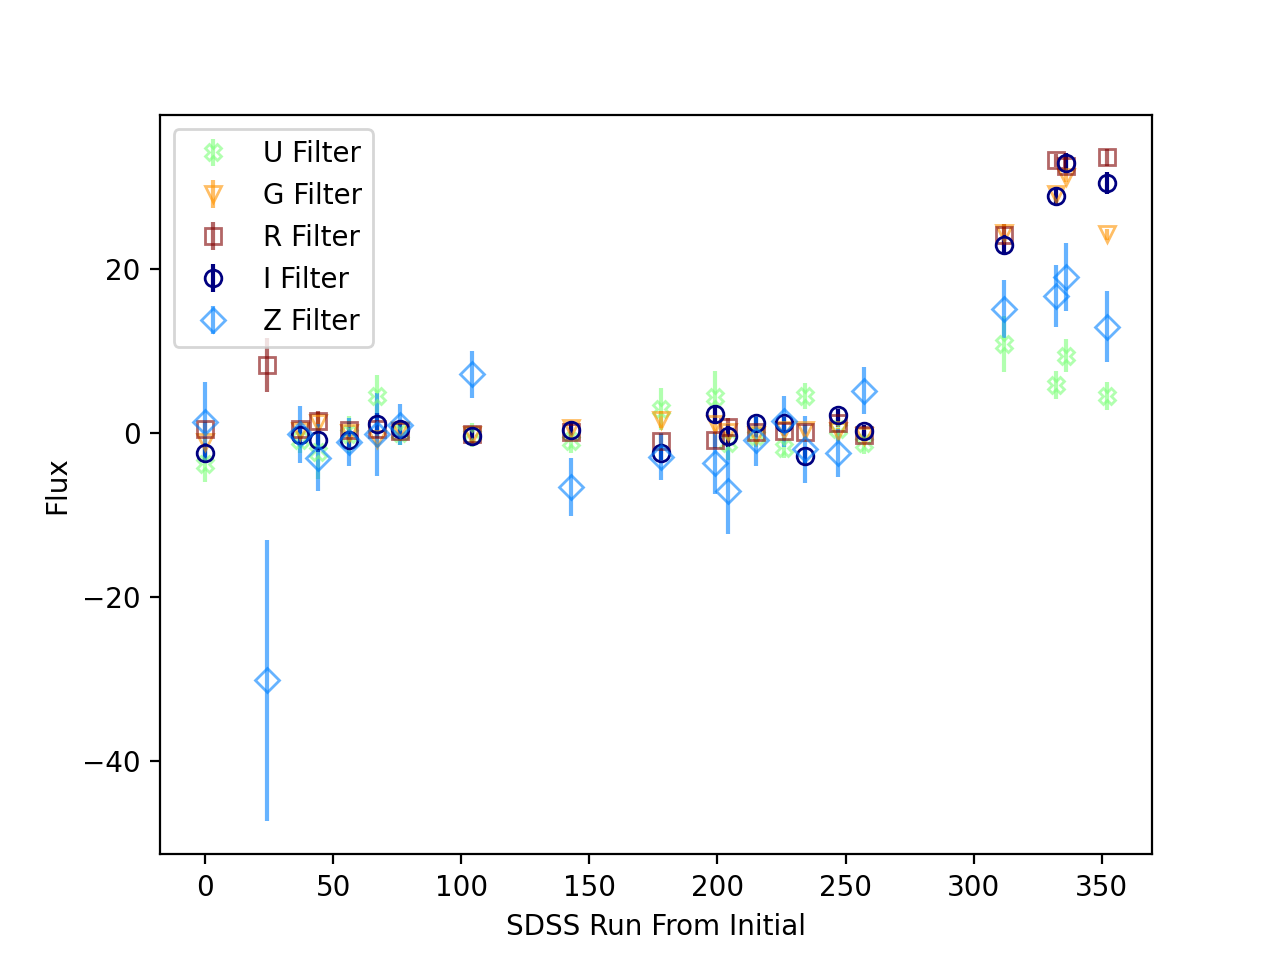 U Filter
G Filter
R Filter
I Filter
Z Filter
20
0
−20
−40
Flux
0 50 100 150 200 250 300 350
SDSS Run From Initial